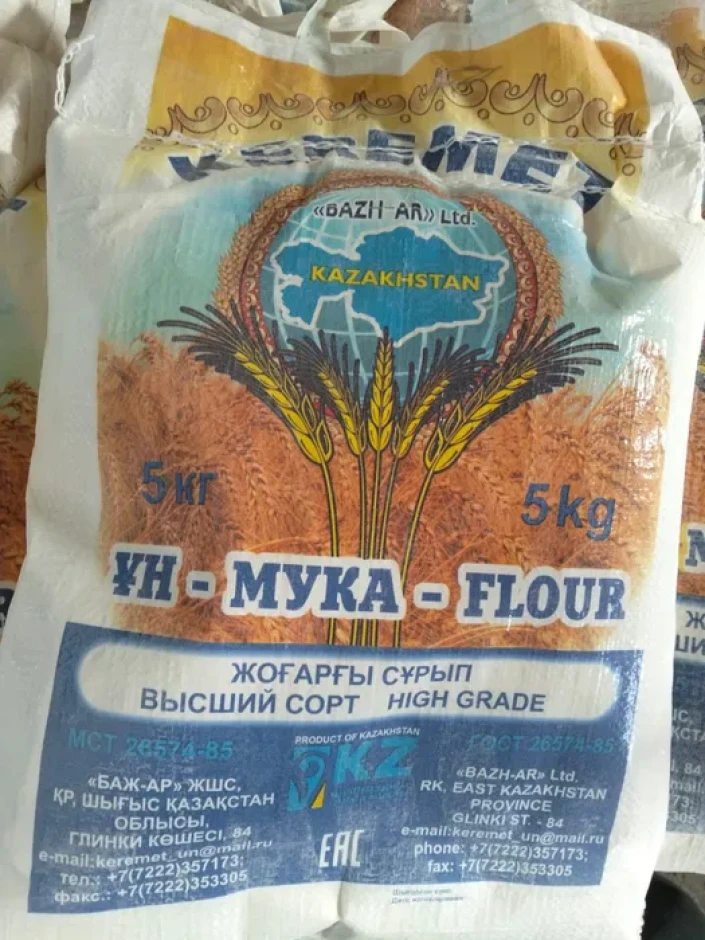 KEREMET
«BAZH-AR» Ltd.
KAZAKHSTAN
5кг
5kg
ҰН - МУКА - FLOUR
ЖОҒАРҒЫ СҰРЫП
ВЫСШИЙ СОРТ HIGH GRADE
МСТ 26574-85
PRODUCT OF KAZAKHSTAN
KZ
ГОСТ 26574-85
«БАЖ-АР» ЖШС,
ҚР, ШЫҒЫС ҚАЗАҚСТАН
ОБЛЫСЫ,
ГЛИНКИ КӨШЕСІ, 84
e-mail:keremet_un@mail.ru
тел.: +7(7222)357173;
факс.: +7(7222)353305
EAC
«BAZH-AR» Ltd.
RK, EAST KAZAKHSTAN
PROVINCE
GLINKI ST. - 84
e-mail:keremet_un@mail.ru
phone: +7(7222)357173;
fax: +7(7222)353305